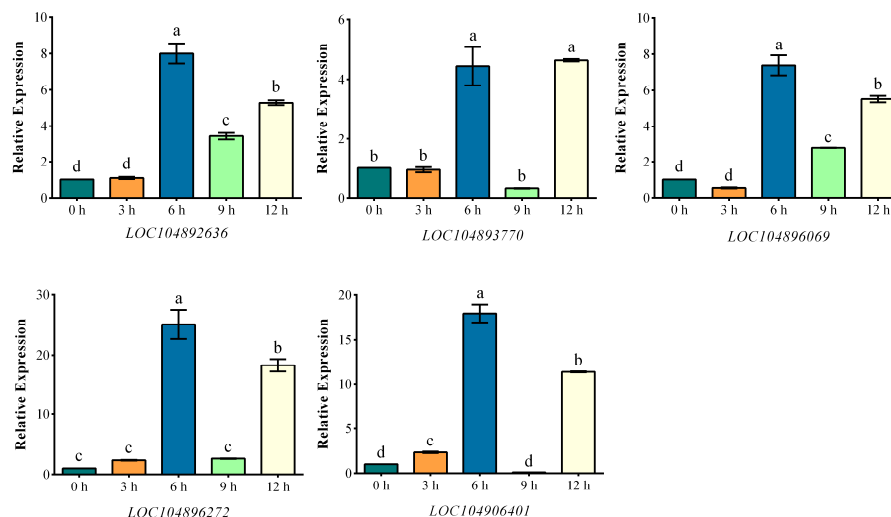 10
8
6
4
2
0
Relative Expression
d
d
a
c
b
0 h
3 h
6 h
9 h
12 h
LOC104892636
6
4
2
0
Relative Expression
b
b
a
b
a
0 h
3 h
6 h
9 h
12 h
LOC104893770
10
8
6
4
2
0
Relative Expression
d
d
a
c
b
0 h
3 h
6 h
9 h
12 h
LOC104896069
30
20
10
0
Relative Expression
c
c
a
c
b
0 h
3 h
6 h
9 h
12 h
LOC104896272
20
15
10
5
0
Relative Expression
d
c
a
d
b
0 h
3 h
6 h
9 h
12 h
LOC104906401